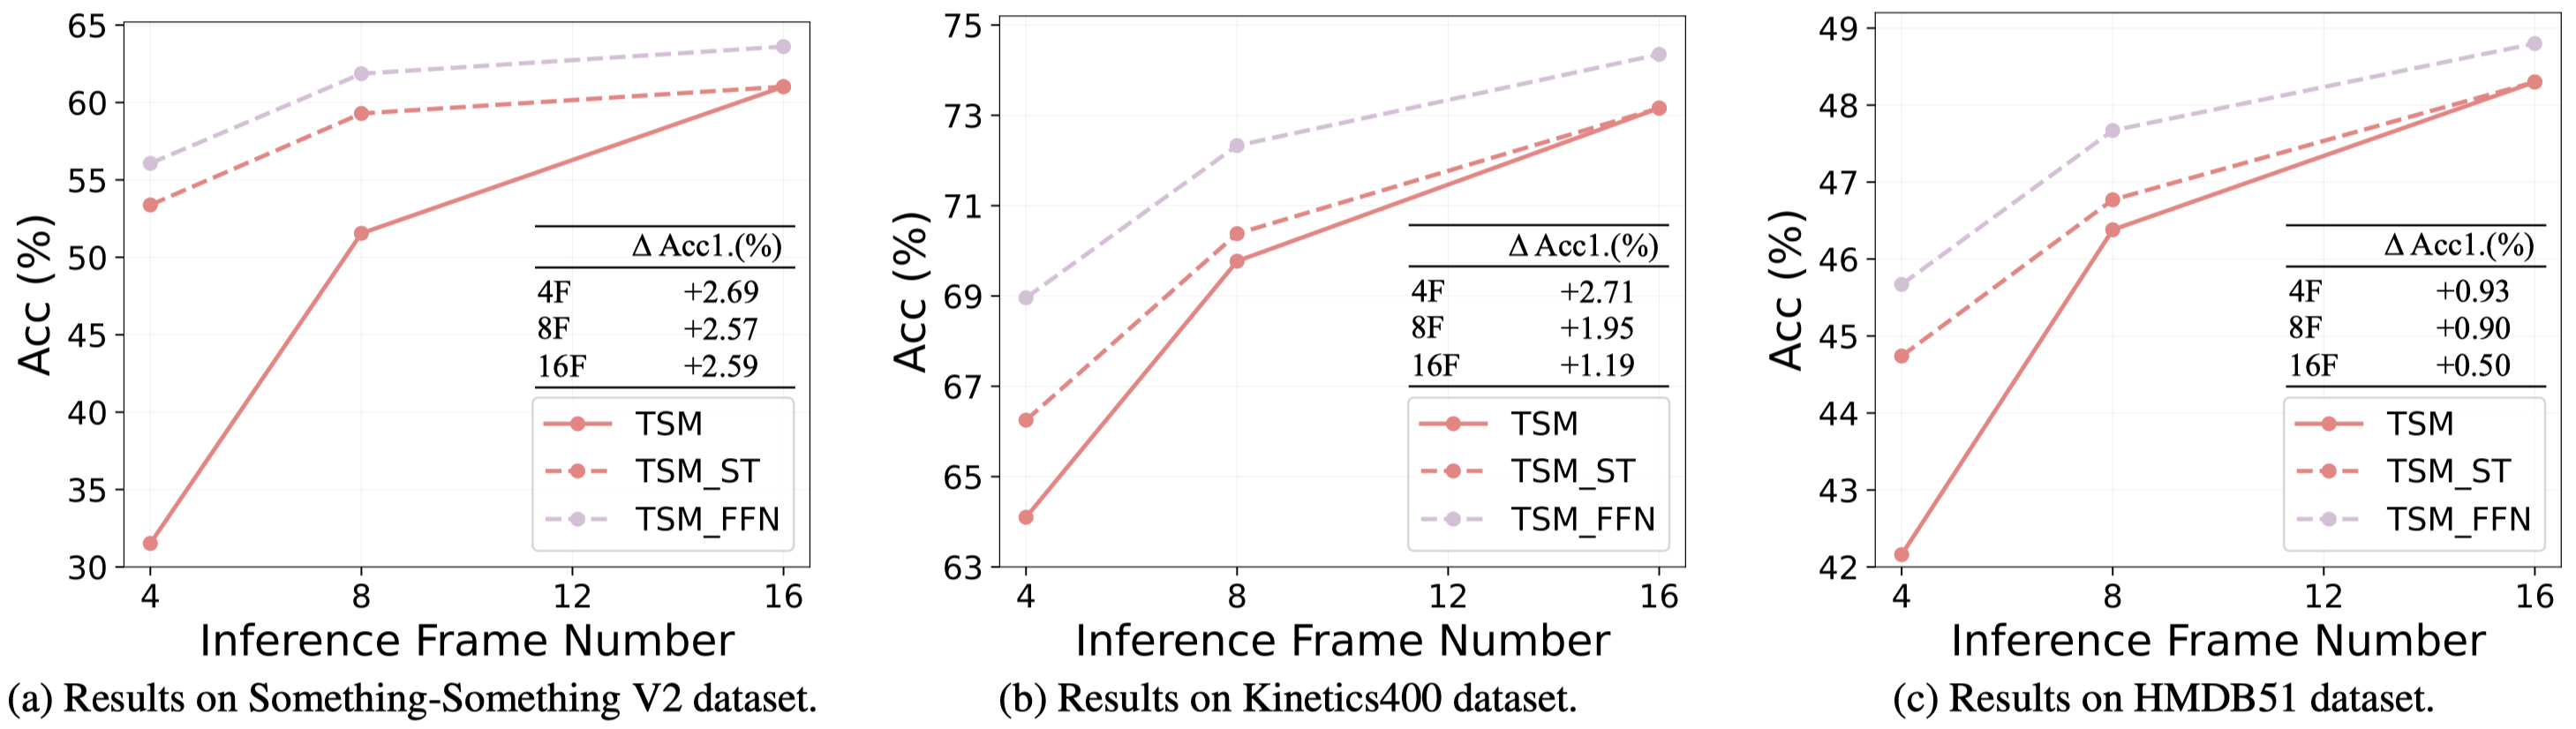 65
60
55
50
45
40
35
30
Acc (%)
4
8
12
16
Inference Frame Number
Δ Acc1.(%)
4F +2.69
8F +2.57
16F +2.59
TSM
TSM_ST
TSM_FFN
(a) Results on Something-Something V2 dataset.
75
73
71
69
67
65
63
Acc (%)
4
8
12
16
Inference Frame Number
Δ Acc1.(%)
4F +2.71
8F +1.95
16F +1.19
TSM
TSM_ST
TSM_FFN
(b) Results on Kinetics400 dataset.
49
48
47
46
45
44
43
42
Acc (%)
4
8
12
16
Inference Frame Number
Δ Acc1.(%)
4F +0.93
8F +0.90
16F +0.50
TSM
TSM_ST
TSM_FFN
(c) Results on HMDB51 dataset.